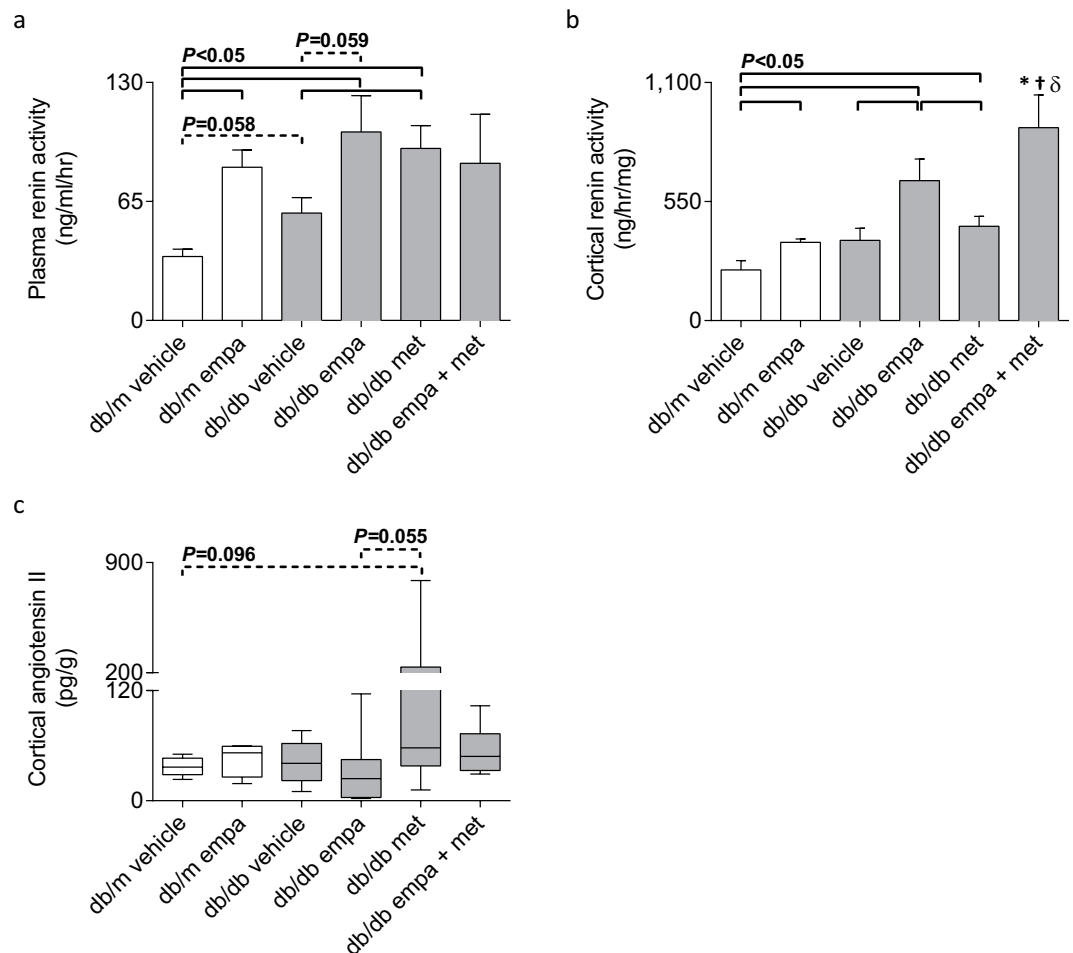 a
P=0.059
P<0.05
P=0.058
130
65
0
Plasma renin activity
(ng/ml/hr)
db/m vehicle
db/m empa
db/db vehicle
db/db empa
db/db met
db/db empa + met
b
P<0.05
* † δ
1,100
550
0
Cortical renin activity
(ng/hr/mg)
db/m vehicle
db/m empa
db/db vehicle
db/db empa
db/db met
db/db empa + met
c
P=0.055
P=0.096
900
200
120
0
Cortical angiotensin II
(pg/g)
db/m vehicle
db/m empa
db/db vehicle
db/db empa
db/db met
db/db empa + met